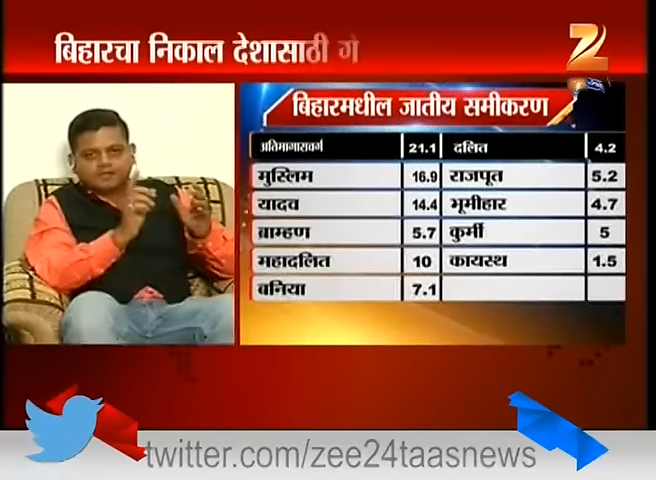 बिहारचा निकाल देशासाठी गे
बिहारमधील जातीय समीकरण
अतिमागासवर्ग 21.1 दलित 4.2
मुस्लिम 16.9 राजपूत 5.2
यादव 14.4 भूमीहार 4.7
ब्राम्हण 5.7 कुर्मी 5
महादलित 10 कायस्थ 1.5
बनिया 7.1
twitter.com/zee24taasnews